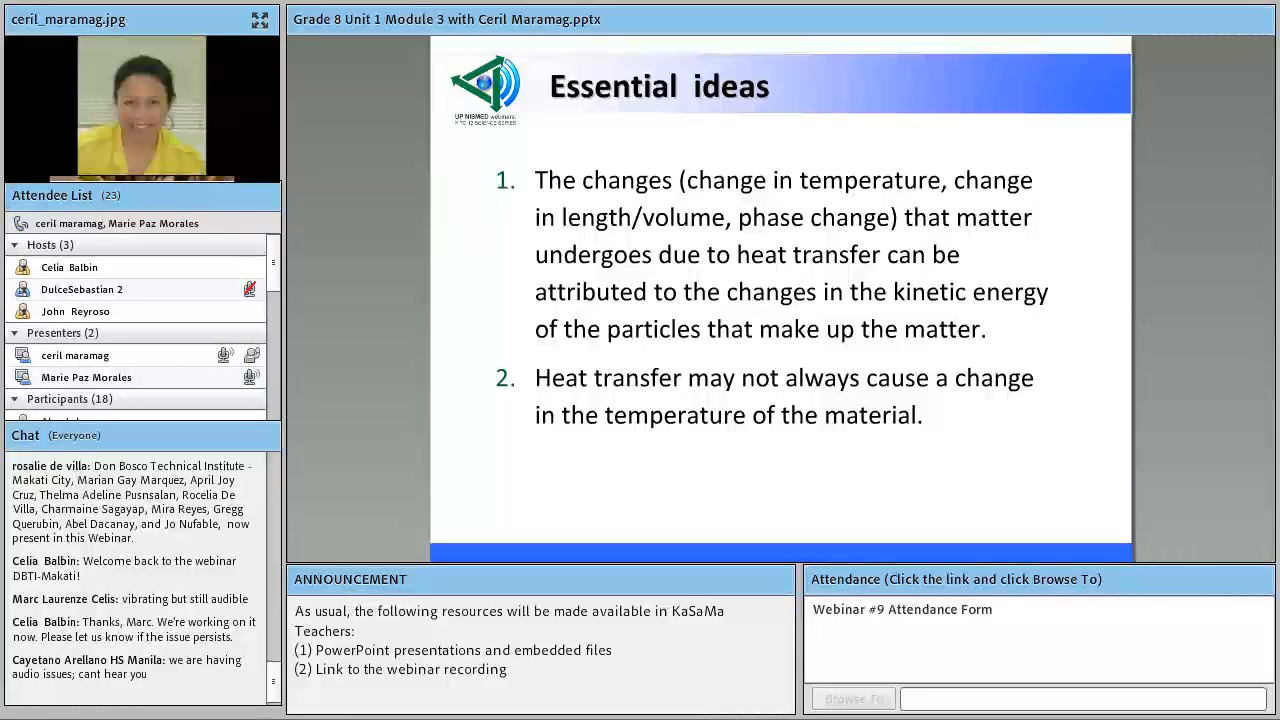 ceril_maramag.jpg
Attendee List (23)
ceril maramag, Marie Paz Morales
Hosts (3)
Celia Balbin
DulceSebastian 2
John Reyroso
Presenters (2)
ceril maramag
Marie Paz Morales
Participants (18)
Chat (Everyone)
rosalie de villa: Don Bosco Technical Institute -
Makati City, Marian Gay Marquez, April Joy
Cruz, Thelma Adeline Pusnsalan, Rocelia De
Villa, Charmaine Sagayap, Mira Reyes, Gregg
Querubin, Abel Dacanay, and Jo Nufable, now
present in this Webinar.
Celia Balbin: Welcome back to the webinar
DBTI-Makati!
Marc Laurenze Celis: vibrating but still audible
Celia Balbin: Thanks, Marc. We're working on it
now. Please let us know if the issue persists.
Cayetano Arellano HS Manila: we are having
audio issues; cant hear you
Grade 8 Unit 1 Module 3 with Ceril Maramag.pptx
UP NISMED webinars:
K TO 12 SCIENCE SERIES
Essential ideas
1. The changes (change in temperature, change
in length/volume, phase change) that matter
undergoes due to heat transfer can be
attributed to the changes in the kinetic energy
of the particles that make up the matter.
2. Heat transfer may not always cause a change
in the temperature of the material.
ANNOUNCEMENT
As usual, the following resources will be made available in KaSaMa
Teachers:
(1) PowerPoint presentations and embedded files
(2) Link to the webinar recording
Attendance (Click the link and click Browse To)
Webinar #9 Attendance Form
Browse To